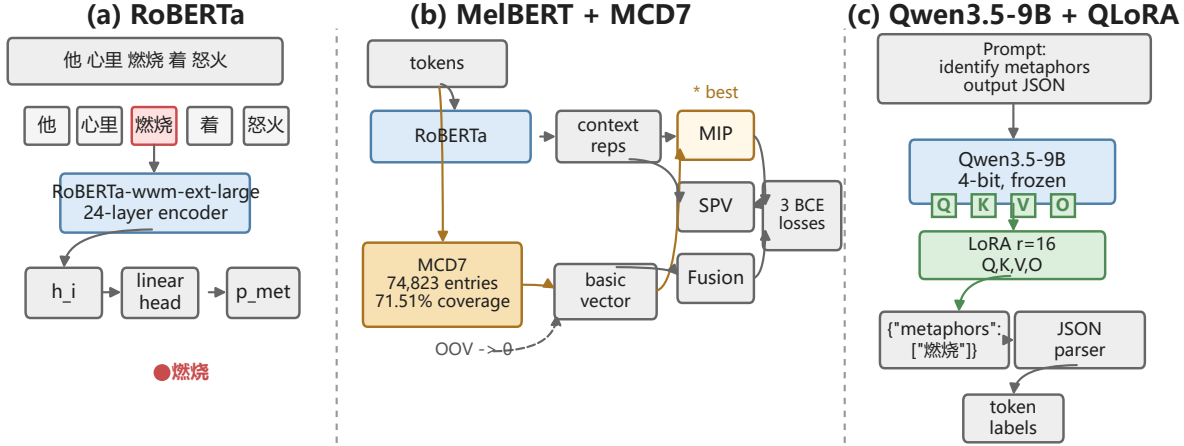 (a) RoBERTa
他 心里 燃烧 着 怒火
他
心里
燃烧
着
怒火
RoBERTa-wwm-ext-large
24-layer encoder
h_i
linear
head
p_met
燃烧
(b) MelBERT + MCD7
tokens
* best
RoBERTa
context
reps
MIP
SPV
3 BCE
losses
MCD7
74,823 entries
71.51% coverage
basic
vector
Fusion
OOV -> 0
(c) Qwen3.5-9B + QLoRA
Prompt:
identify metaphors
output JSON
Qwen3.5-9B
4-bit, frozen
Q K V O
LoRA r=16
Q,K,V,O
{"metaphors":
["燃烧"]}
JSON
parser
token
labels